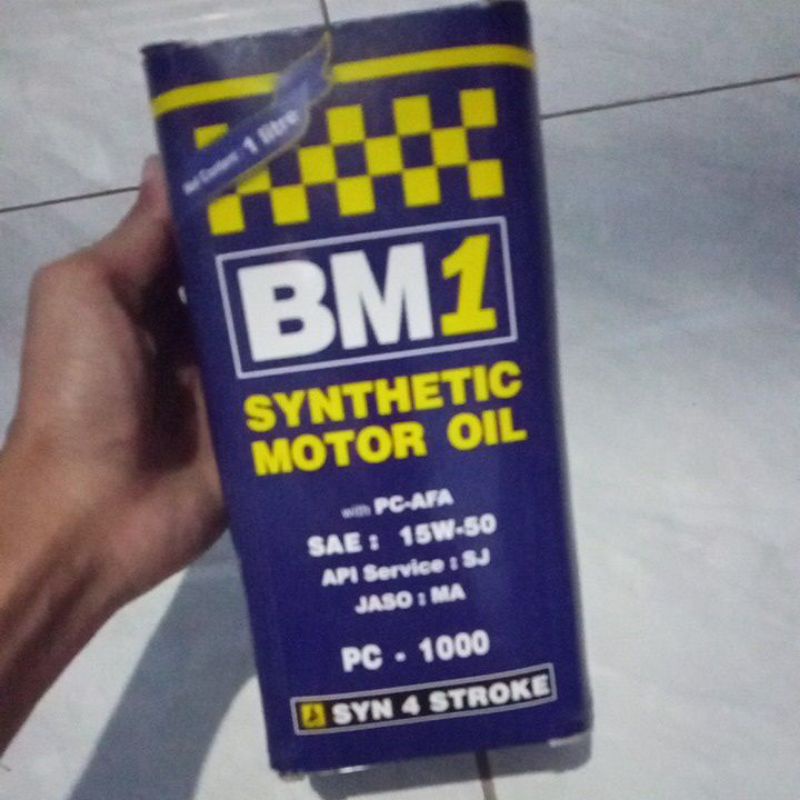 Net Content : 1 litre
BM1
SYNTHETIC
MOTOR OIL
with PC-AFA
SAE : 15W-50
API Service : SJ
JASO : MA
PC - 1000
SYN 4 STROKE